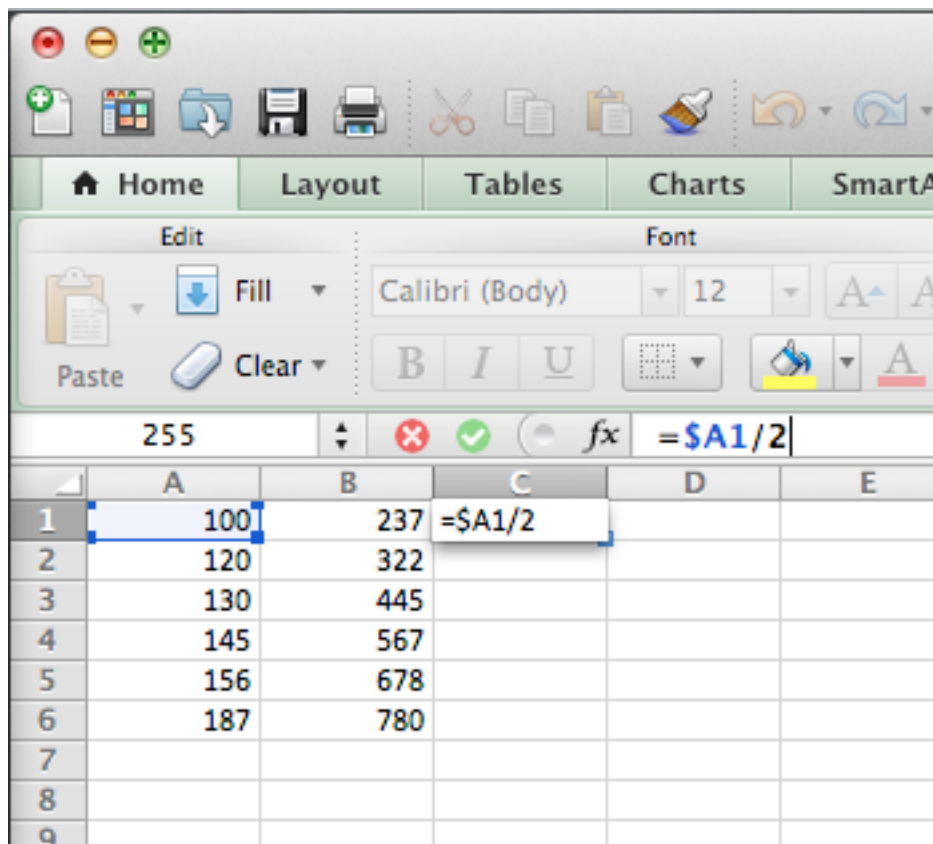 Home Layout Tables Charts SmartA
Edit Font
Fill Calibri (Body) 12 A A
Paste Clear B I U A
255 fx =$A1/2
A B C D E
1 100 237 =$A1/2
2 120 322
3 130 445
4 145 567
5 156 678
6 187 780
7
8
9